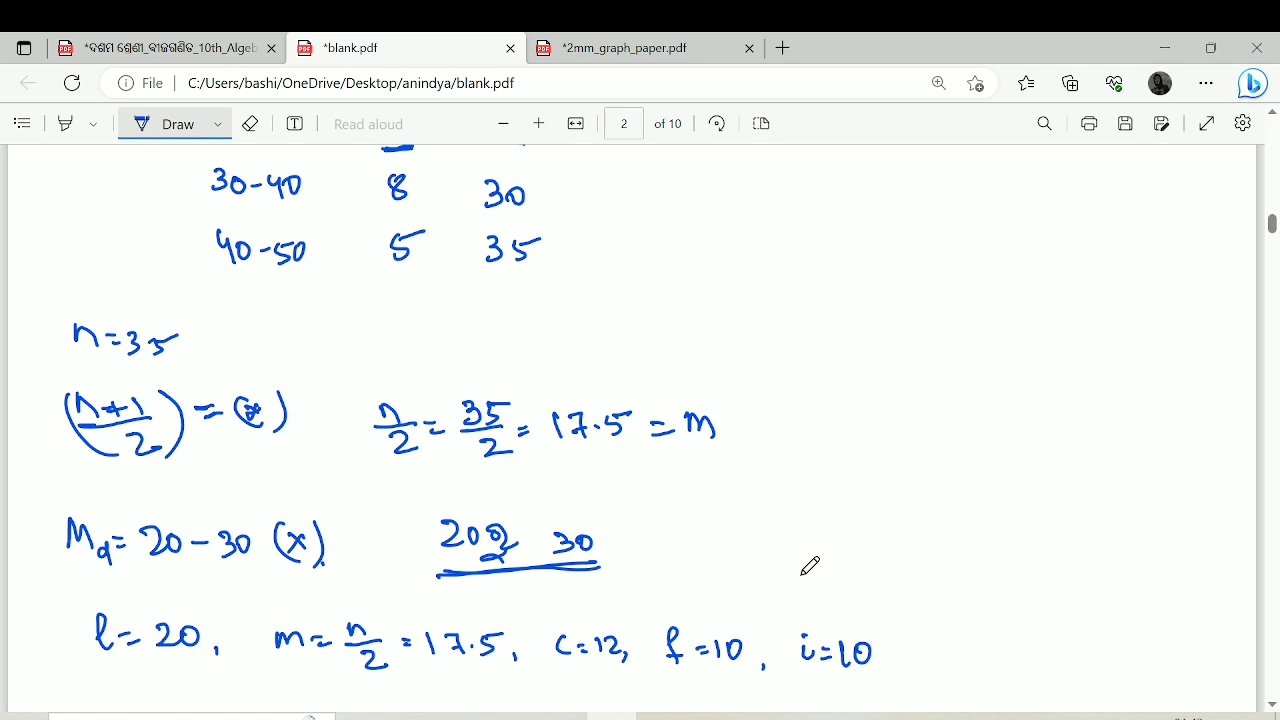 *ଦଶମ ଶ୍ରେଣୀ_ବୀଜଗଣିତ_10th_Algeb
*blank.pdf
*2mm_graph_paper.pdf
File C:/Users/bashi/OneDrive/Desktop/anindya/blank.pdf
Draw Read aloud 2 of 10
30-40 8 30
40-50 5 35
n=35
(n+1/2) = (x) n/2 = 35/2 = 17.5 = m
Md= 20-30 (x) 20ରୁ 30
l= 20, m= n/2 = 17.5, c=12, f=10, i=10